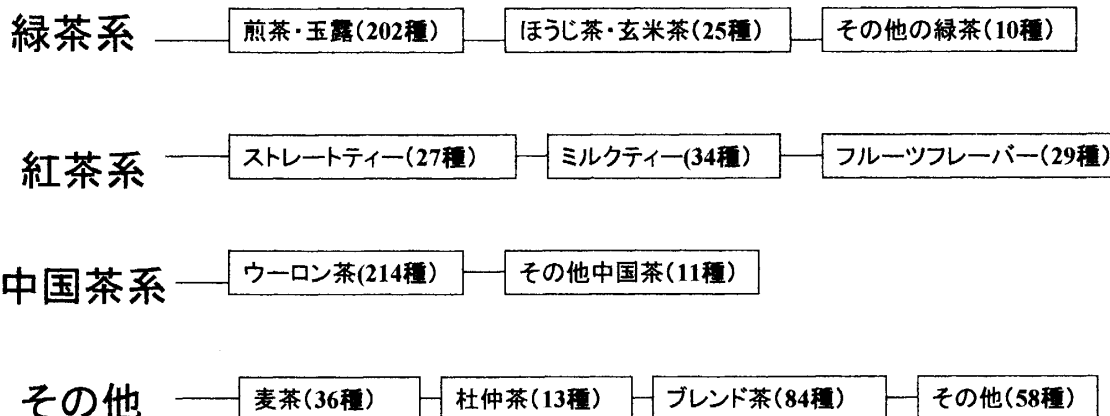 緑茶系 煎茶・玉露(202種) ほうじ茶・玄米茶(25種) その他の緑茶(10種)
紅茶系 ストレートティー(27種) ミルクティー(34種) フルーツフレーバー(29種)
中国茶系 ウーロン茶(214種) その他中国茶(11種)
その他 麦茶(36種) 杜仲茶(13種) ブレンド茶(84種) その他(58種)